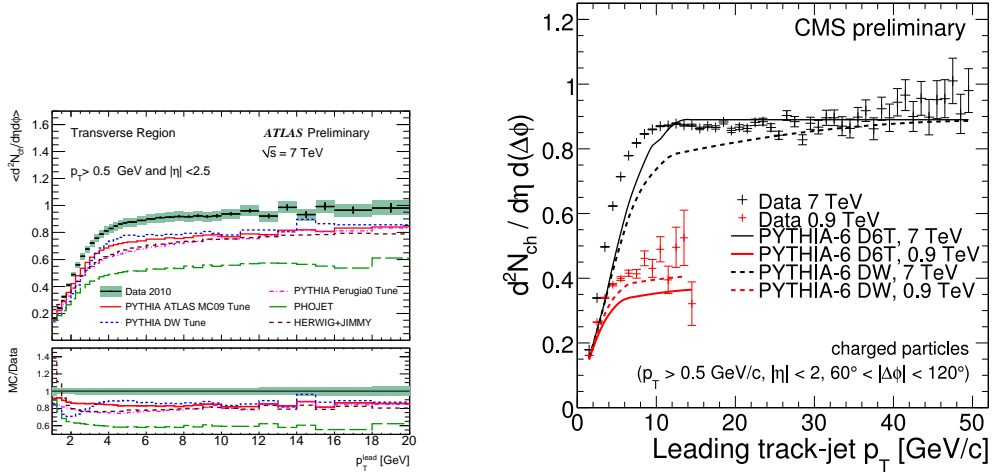 <d²N_ch/dηdφ>
1.6
1.4
1.2
1
0.8
0.6
0.4
0.2
Transverse Region
ATLAS Preliminary
√s = 7 TeV
p_T > 0.5 GeV and |η| <2.5
Data 2010
PYTHIA ATLAS MC09 Tune
PYTHIA DW Tune
PYTHIA Perugia0 Tune
PHOJET
HERWIG+JIMMY
MC/Data
1.4
1.2
1
0.8
0.6
2 4 6 8 10 12 14 16 18 20
p_T^lead [GeV]
d²N_ch / dη d(Δϕ)
1.2
1
0.8
0.6
0.4
0.2
0
CMS preliminary
Data 7 TeV
Data 0.9 TeV
PYTHIA-6 D6T, 7 TeV
PYTHIA-6 D6T, 0.9 TeV
PYTHIA-6 DW, 7 TeV
PYTHIA-6 DW, 0.9 TeV
charged particles
(p_T > 0.5 GeV/c, |η| < 2, 60° < |Δϕ| < 120°)
0 10 20 30 40 50
Leading track-jet p_T [GeV/c]